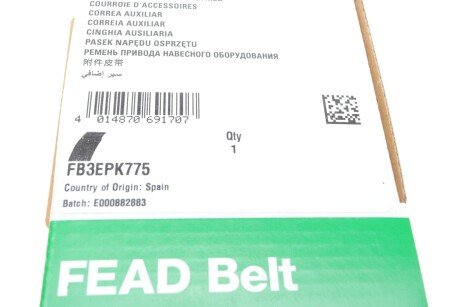 COURROIE D'ACCESSOIRES
CORREA AUXILIAR
CORREIA AUXILIAR
CINGHIA AUSILIARIA
PASEK NAPĘDU OSPRZĘTU
РЕМЕНЬ ПРИВОДА НАВЕСНОГО ОБОРУДОВАНИЯ
附件皮带
سير إضافي
4 014870 691707
Qty
1
FB3EPK775
Country of Origin: Spain
Batch: E000882883
FEAD Belt